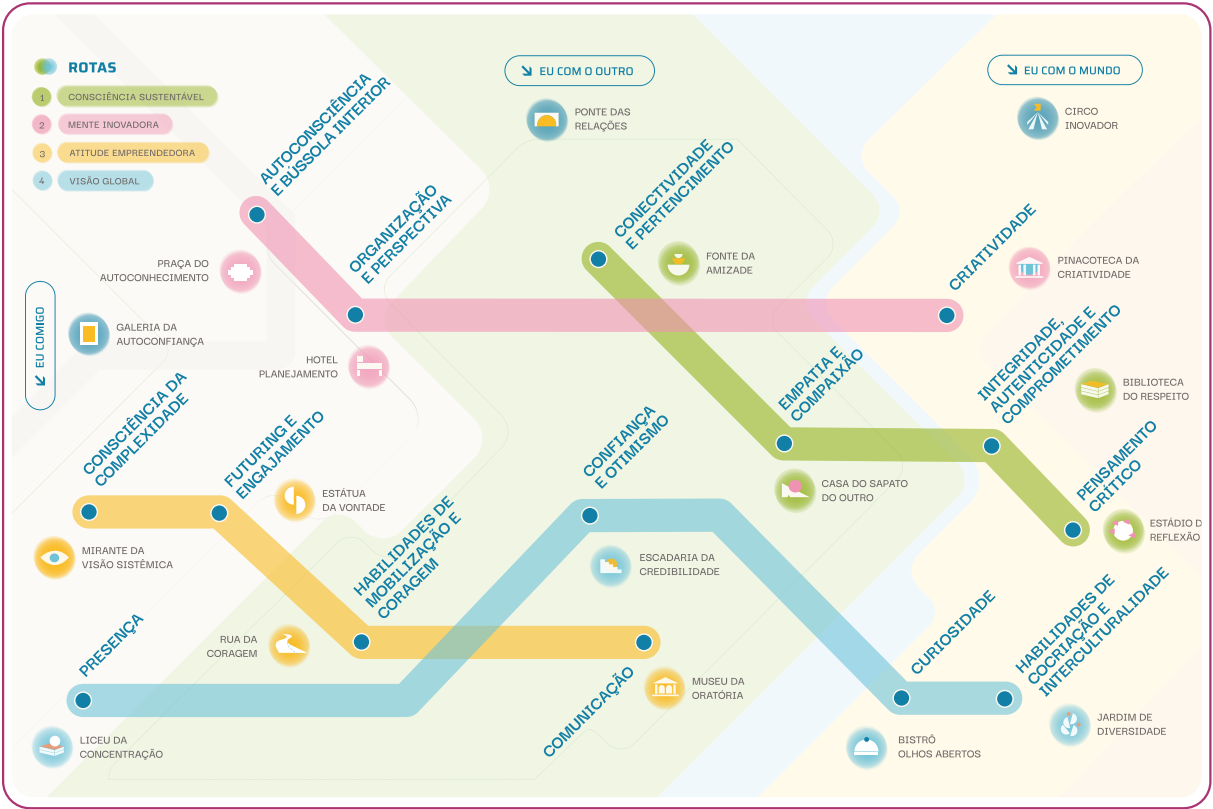 ROTAS
1 CONSCIÊNCIA SUSTENTÁVEL
2 MENTE INOVADORA
3 ATITUDE EMPREENDEDORA
4 VISÃO GLOBAL
EU COM O OUTRO
EU COM O MUNDO
PONTE DAS
RELAÇÕES
CIRCO
INOVADOR
AUTOCONSCIÊNCIA
E BÚSSOLA INTERIOR
ORGANIZAÇÃO
E PERSPECTIVA
CONECTIVIDADE
E PERTENCIMENTO
CRIATIVIDADE
PRAÇA DO
AUTOCONHECIMENTO
FONTE DA
AMIZADE
PINACOTECA DA
CRIATIVIDADE
EU COMIGO
GALERIA DA
AUTOCONFIANÇA
HOTEL
PLANEJAMENTO
EMPATIA E
COMPAIXÃO
INTEGRIDADE,
AUTENTICIDADE E
COMPROMETIMENTO
BIBLIOTECA
DO RESPEITO
CONSCIÊNCIA DA
COMPLEXIDADE
FUTURING E
ENGAJAMENTO
CONFIANÇA
E OTIMISMO
PENSAMENTO
CRÍTICO
ESTÁTUA
DA VONTADE
CASA DO SAPATO
DO OUTRO
ESTÁDIO D
REFLEXÃO
MIRANTE DA
VISÃO SISTÊMICA
HABILIDADES DE
MOBILIZAÇÃO E
CORAGEM
ESCADARIA DA
CREDIBILIDADE
PRESENÇA
RUA DA
CORAGEM
CURIOSIDADE
HABILIDADES DE
COCRIAÇÃO E
INTERCULTURALIDADE
COMUNICAÇÃO
MUSEU DA
ORATÓRIA
LICEU DA
CONCENTRAÇÃO
BISTRÔ
OLHOS ABERTOS
JARDIM DE
DIVERSIDADE